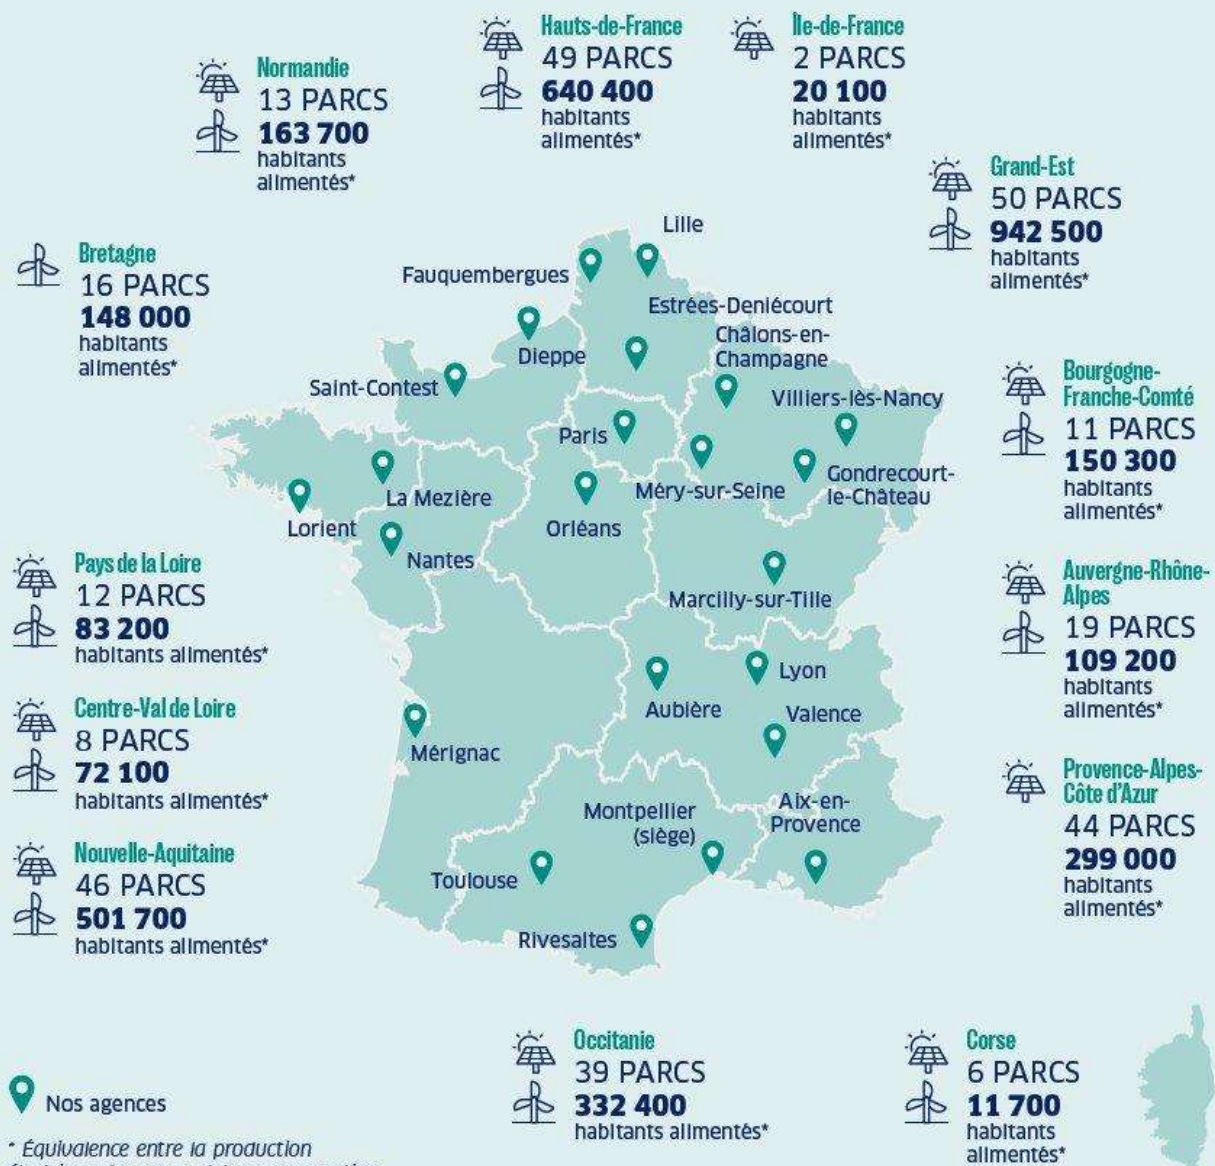 Hauts-de-France
49 PARCS
640 400
habitants
alimentés*
Île-de-France
2 PARCS
20 100
habitants
alimentés*
Normandie
13 PARCS
163 700
habitants
alimentés*
Grand-Est
50 PARCS
942 500
habitants
alimentés*
Bretagne
16 PARCS
148 000
habitants
alimentés*
Lille
Fauquembergues
Estrées-Deniécourt
Dieppe
Châlons-en-
Champagne
Saint-Contest
Villiers-lès-Nancy
Paris
Gondrecourt-
le-Château
Méry-sur-Seine
La Mezière
Lorient
Orléans
Nantes
Marcilly-sur-Tille
Lyon
Aubière
Valence
Mérignac
Aix-en-
Provence
Montpellier
(siège)
Toulouse
Rivesaltes
Bourgogne-
Franche-Comté
11 PARCS
150 300
habitants
alimentés*
Pays de la Loire
12 PARCS
83 200
habitants alimentés*
Auvergne-Rhône-
Alpes
19 PARCS
109 200
habitants
alimentés*
Centre-Val de Loire
8 PARCS
72 100
habitants alimentés*
Provence-Alpes-
Côte d'Azur
44 PARCS
299 000
habitants
alimentés*
Nouvelle-Aquitaine
46 PARCS
501 700
habitants alimentés*
Occitanie
39 PARCS
332 400
habitants alimentés*
Corse
6 PARCS
11 700
habitants
alimentés*
Nos agences
* Équivalence entre la production